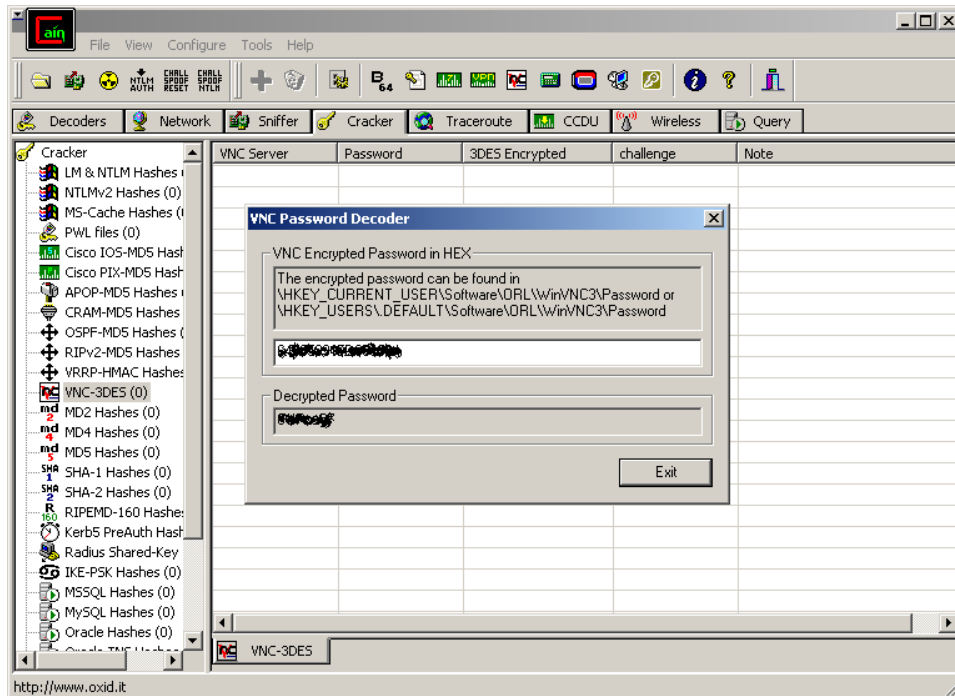 Cain
File View Configure Tools Help
NTLM AUTH CHALL SPOOF RESET CHALL SPOOF NTLM B 64 VPN
Decoders Network Sniffer Cracker Traceroute CCDU Wireless Query
Cracker
LM & NTLM Hashes
NTLMv2 Hashes (0)
MS-Cache Hashes (
PWL files (0)
Cisco IOS-MD5 Hash
Cisco PIX-MD5 Hash
APOP-MD5 Hashes
CRAM-MD5 Hashes
OSPF-MD5 Hashes (
RIPv2-MD5 Hashes
VRRP-HMAC Hashes
VNC-3DES (0)
MD2 Hashes (0)
MD4 Hashes (0)
MD5 Hashes (0)
SHA-1 Hashes (0)
SHA-2 Hashes (0)
RIPEMD-160 Hashes
Kerb5 PreAuth Hash
Radius Shared-Key
IKE-PSK Hashes (0)
MSSQL Hashes (0)
MySQL Hashes (0)
Oracle Hashes (0)
VNC Server Password 3DES Encrypted challenge Note
VNC Password Decoder
VNC Encrypted Password in HEX
The encrypted password can be found in
\HKEY_CURRENT_USER\Software\ORL\WinVNC3\Password or
\HKEY_USERS\.DEFAULT\Software\ORL\WinVNC3\Password
Decrypted Password
Exit
VNC-3DES
http://www.oxid.it